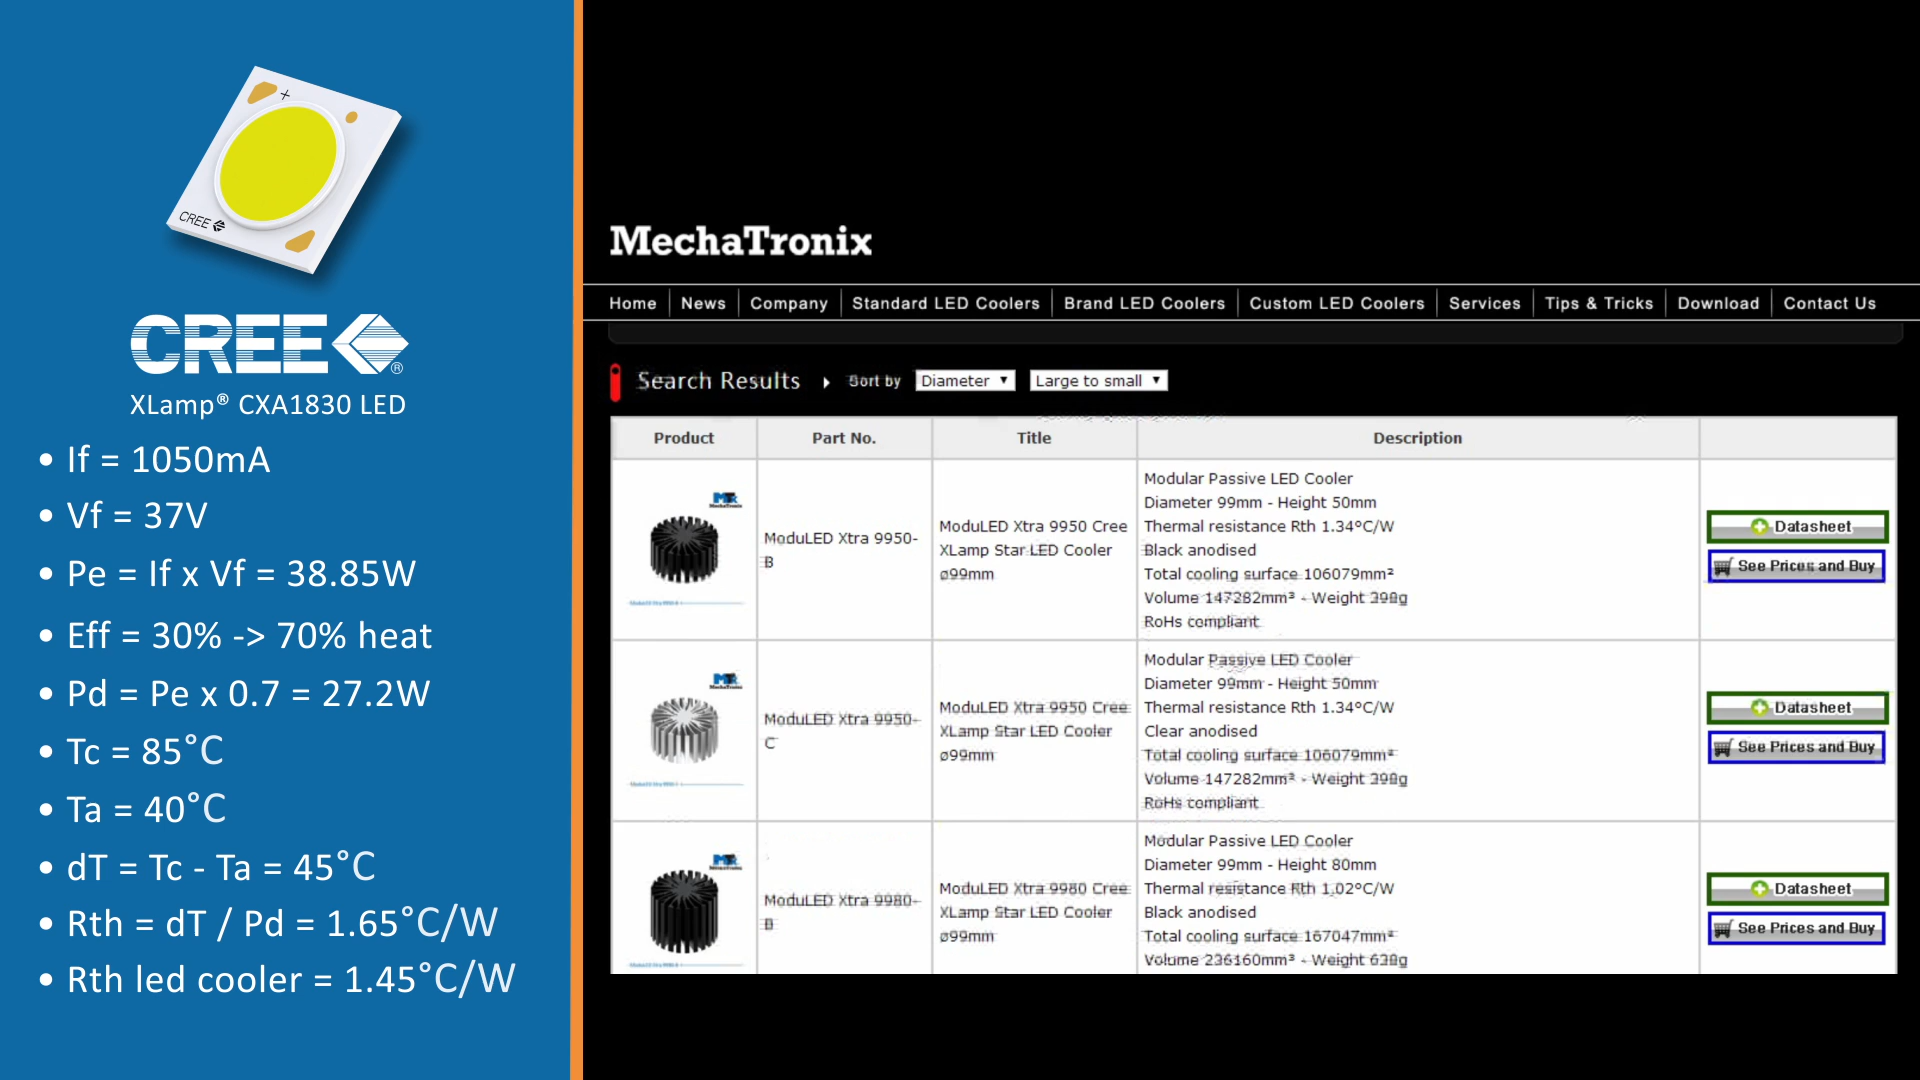 +
CREE
CREE®
XLamp® CXA1830 LED
• If = 1050mA
• Vf = 37V
• Pe = If x Vf = 38.85W
• Eff = 30% -> 70% heat
• Pd = Pe x 0.7 = 27.2W
• Tc = 85°C
• Ta = 40°C
• dT = Tc - Ta = 45°C
• Rth = dT / Pd = 1.65°C/W
• Rth led cooler = 1.45°C/W
MechaTronix
Home News Company Standard LED Coolers Brand LED Coolers Custom LED Coolers Services Tips & Tricks Download Contact Us
Search Results Sort by Diameter Large to small
Product Part No. Title Description
MechaTronix
ModuLED Xtra 9950-
B
ModuLED Xtra 9950 Cree
XLamp Star LED Cooler
ø99mm
Modular Passive LED Cooler
Diameter 99mm - Height 50mm
Thermal resistance Rth 1.34°C/W
Black anodised
Total cooling surface 106079mm²
Volume 147282mm³ - Weight 398g
RoHs compliant
Datasheet
See Prices and Buy
MechaTronix
ModuLED Xtra 9950-
C
ModuLED Xtra 9950 Cree
XLamp Star LED Cooler
ø99mm
Modular Passive LED Cooler
Diameter 99mm - Height 50mm
Thermal resistance Rth 1.34°C/W
Clear anodised
Total cooling surface 106079mm²
Volume 147282mm³ - Weight 398g
RoHs compliant
Datasheet
See Prices and Buy
MechaTronix
ModuLED Xtra 9980-
B
ModuLED Xtra 9980 Cree
XLamp Star LED Cooler
ø99mm
Modular Passive LED Cooler
Diameter 99mm - Height 80mm
Thermal resistance Rth 1.02°C/W
Black anodised
Total cooling surface 167047mm²
Volume 236160mm³ - Weight 638g
Datasheet
See Prices and Buy